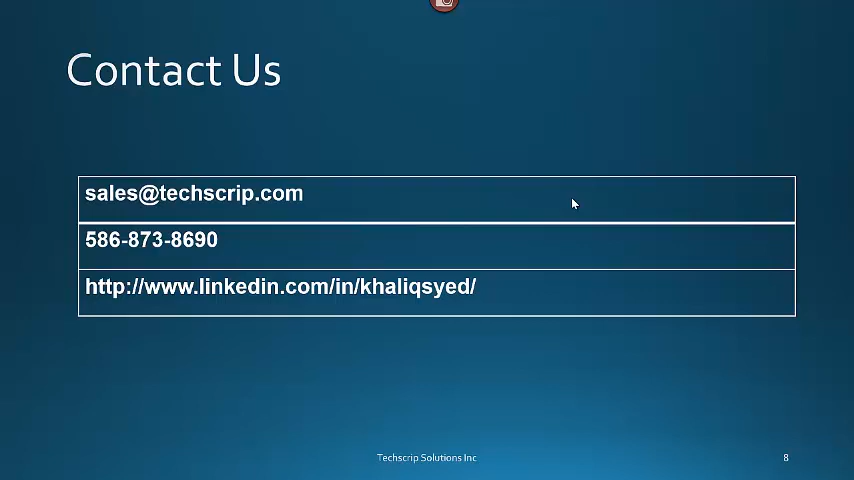 Contact Us
sales@techscrip.com
586-873-8690
http://www.linkedin.com/in/khaliqsyed/
Techscrip Solutions Inc
8